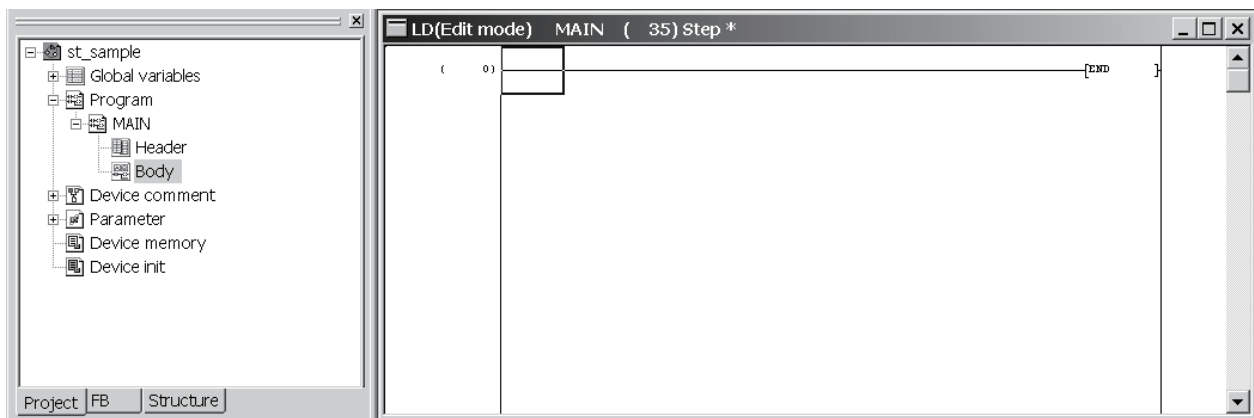 st_sample
Global variables
Program
MAIN
Header
Body
Device comment
Parameter
Device memory
Device init
Project FB Structure
LD(Edit mode) MAIN ( 35) Step *
( 0) [END ]